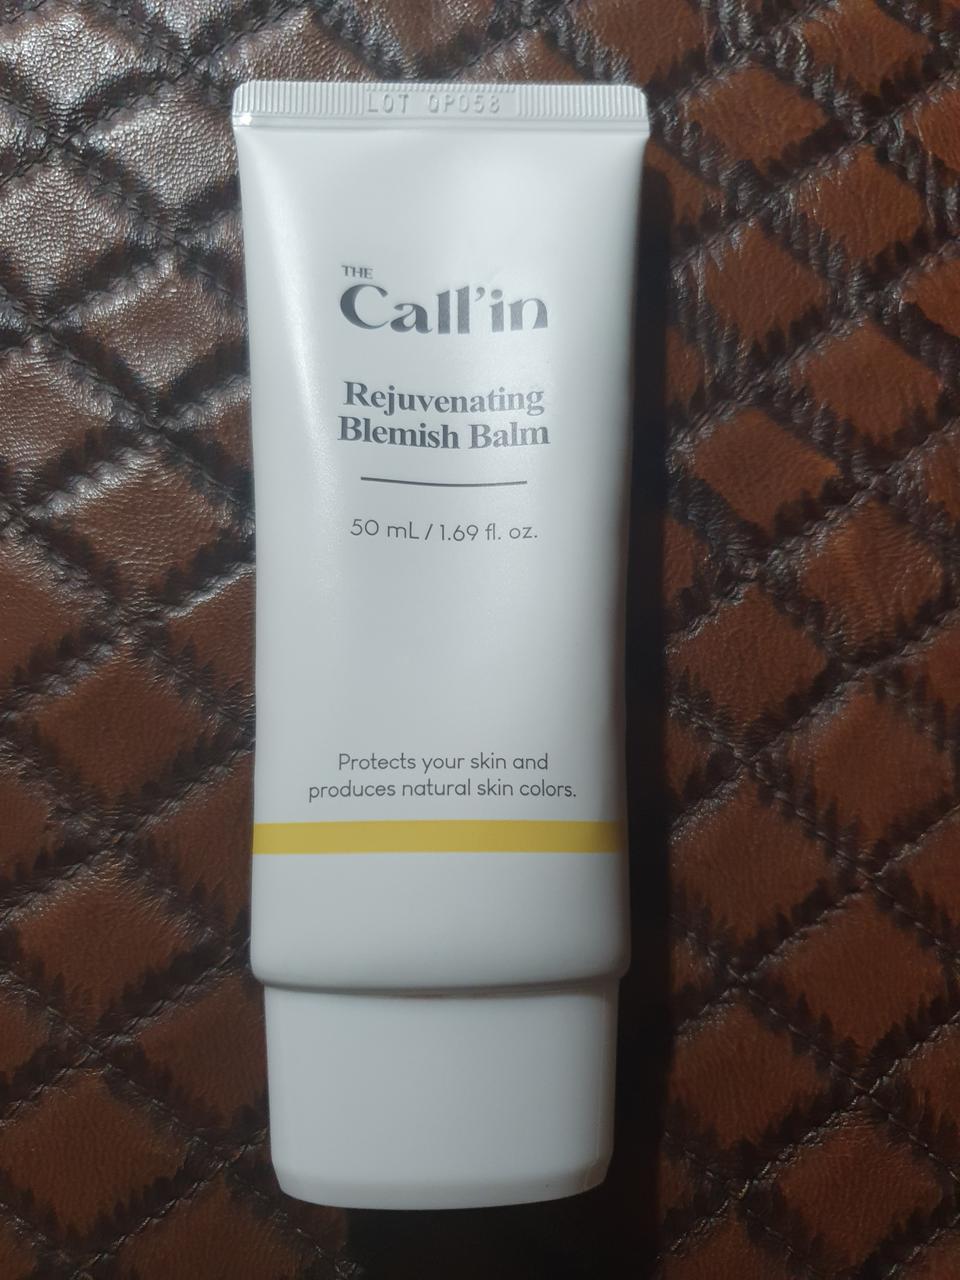 LOT QP058
THE
Call'in
Rejuvenating
Blemish Balm
50 mL / 1.69 fl. oz.
Protects your skin and
produces natural skin colors.